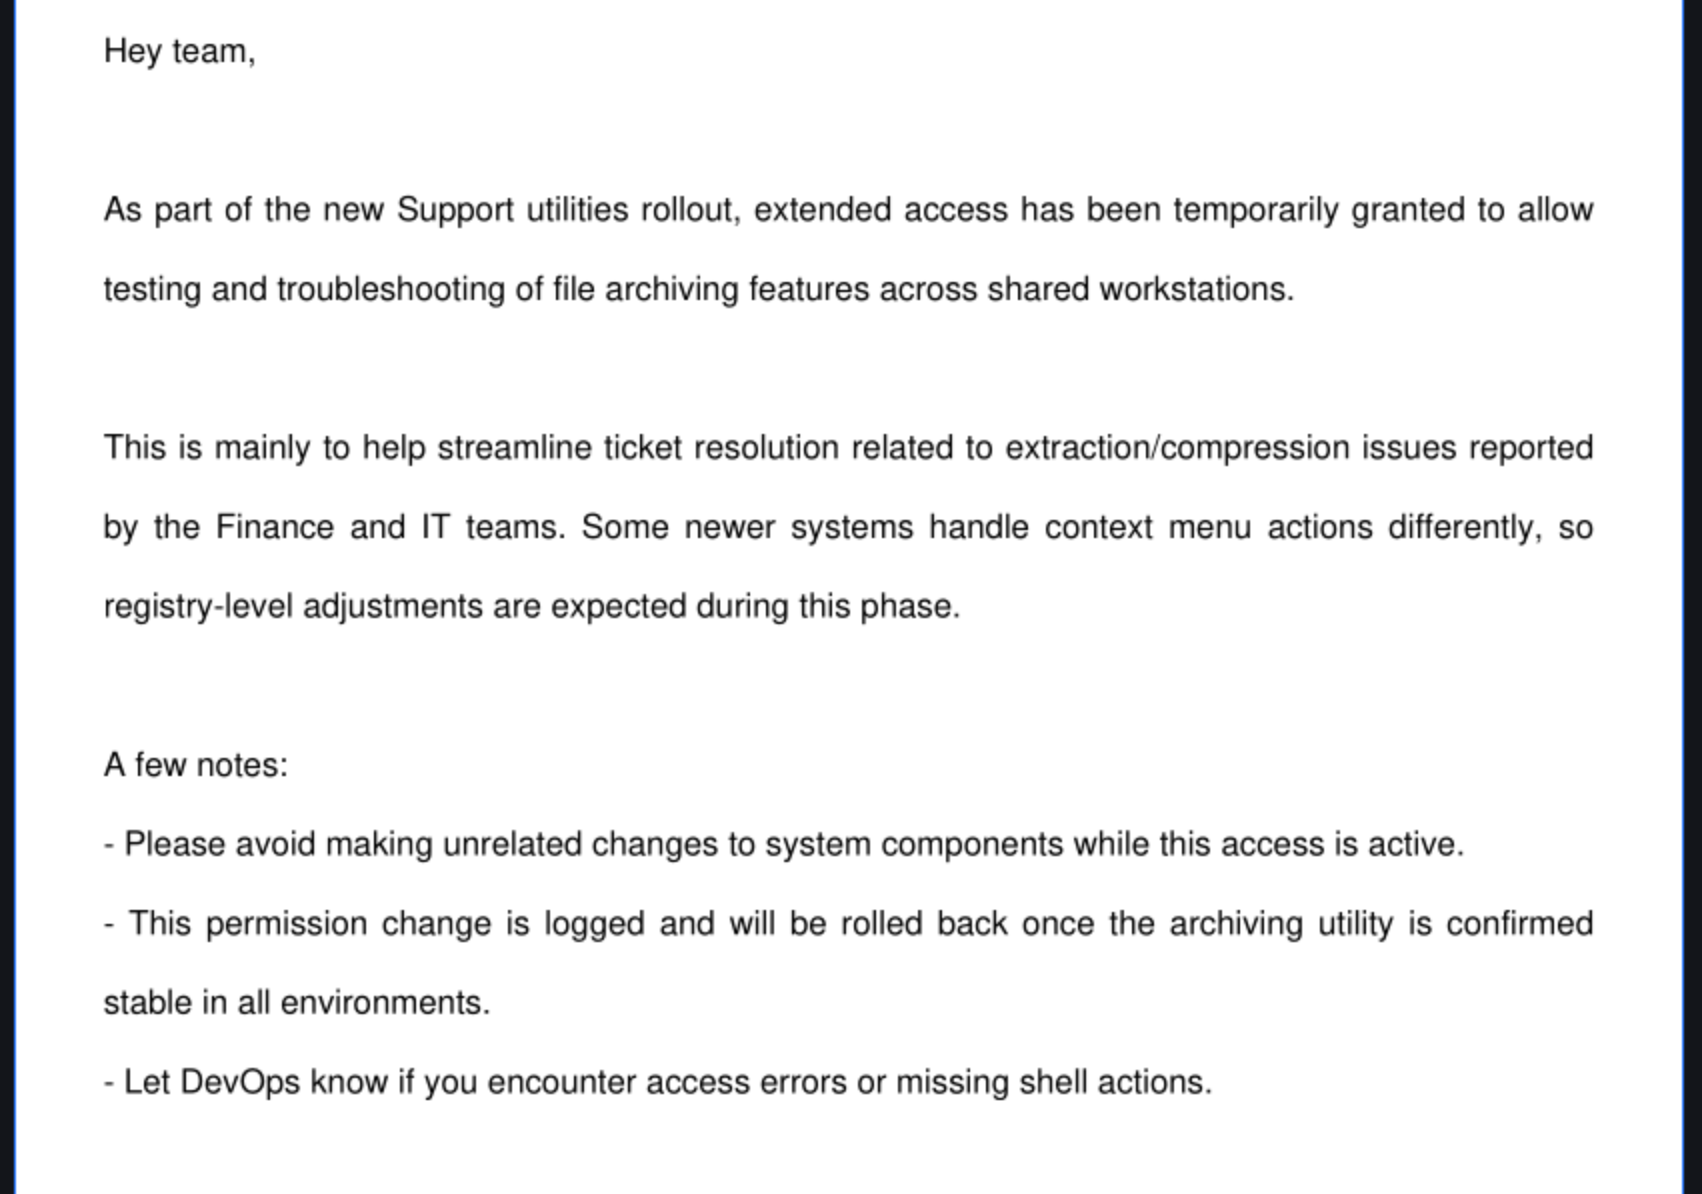 Hey team,
As part of the new Support utilities rollout, extended access has been temporarily granted to allow
testing and troubleshooting of file archiving features across shared workstations.
This is mainly to help streamline ticket resolution related to extraction/compression issues reported
by the Finance and IT teams. Some newer systems handle context menu actions differently, so
registry-level adjustments are expected during this phase.
A few notes:
- Please avoid making unrelated changes to system components while this access is active.
- This permission change is logged and will be rolled back once the archiving utility is confirmed
stable in all environments.
- Let DevOps know if you encounter access errors or missing shell actions.